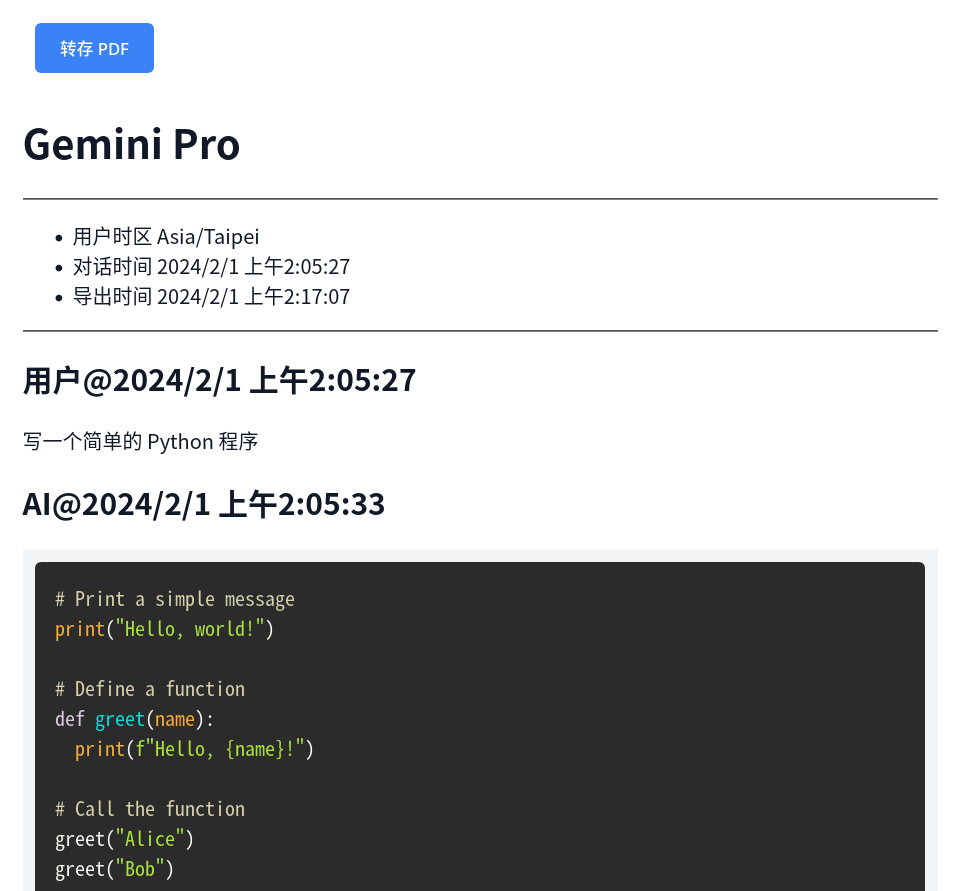 转存 PDF
Gemini Pro
用户时区 Asia/Taipei
对话时间 2024/2/1 上午2:05:27
导出时间 2024/2/1 上午2:17:07
用户@2024/2/1 上午2:05:27
写一个简单的 Python 程序
AI@2024/2/1 上午2:05:33
# Print a simple message
print("Hello, world!")
# Define a function
def greet(name):
  print(f"Hello, {name}!")
# Call the function
greet("Alice")
greet("Bob")